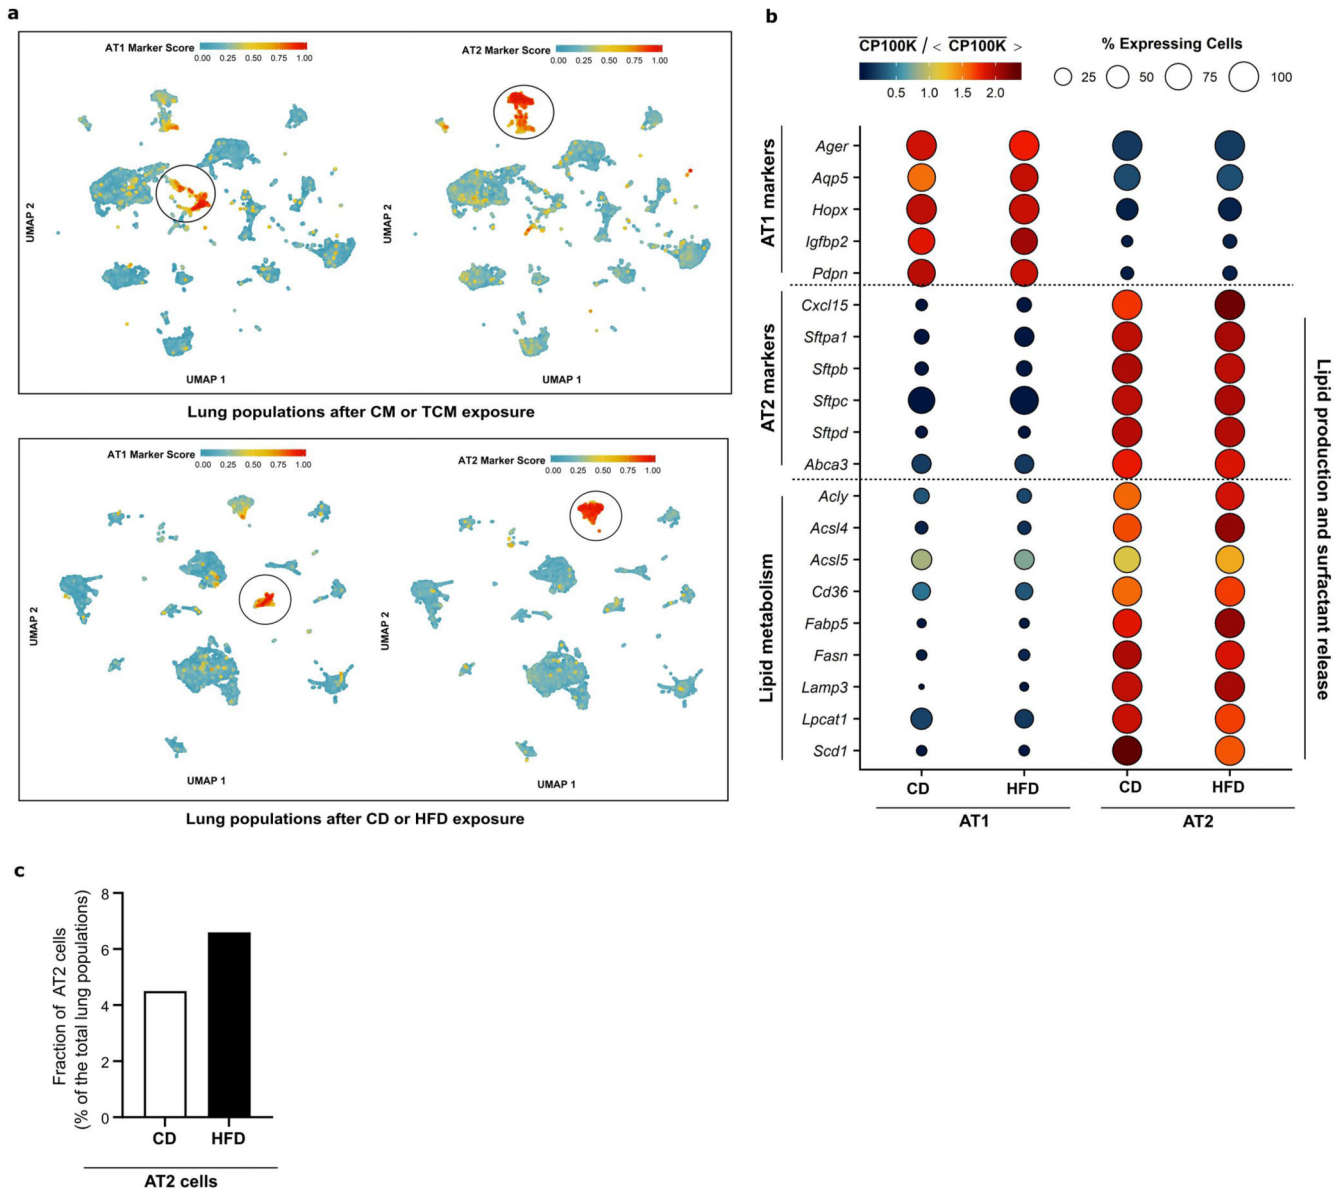 a
AT1 Marker Score
0.00 0.25 0.50 0.75 1.00
AT2 Marker Score
0.00 0.25 0.50 0.75 1.00
UMAP 2
UMAP 2
UMAP 1
UMAP 1
Lung populations after CM or TCM exposure
AT1 Marker Score
0.00 0.25 0.50 0.75 1.00
AT2 Marker Score
0.00 0.25 0.50 0.75 1.00
UMAP 2
UMAP 2
UMAP 1
UMAP 1
Lung populations after CD or HFD exposure
b
CP100K / < CP100K >
0.5 1.0 1.5 2.0
% Expressing Cells
25 50 75 100
AT1 markers
Ager
Aqp5
Hopx
Igfbp2
Pdpn
AT2 markers
Cxcl15
Sftpa1
Sftpb
Sftpc
Sftpd
Abca3
Lipid metabolism
Acly
Acsl4
Acsl5
Cd36
Fabp5
Fasn
Lamp3
Lpcat1
Scd1
Lipid production and surfactant
release
CD HFD CD HFD
AT1 AT2
c
Fraction of AT2 cells
(% of the total lung populations)
8
6
4
2
0
CD HFD
AT2 cells